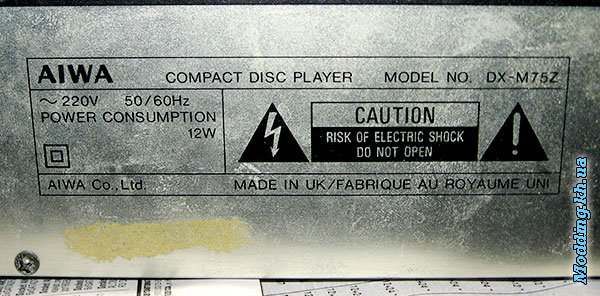 AIWA COMPACT DISC PLAYER MODEL NO. DX-M75Z
~ 220V 50/60Hz
POWER CONSUMPTION
12W
CAUTION
RISK OF ELECTRIC SHOCK
DO NOT OPEN
AIWA Co., Ltd. MADE IN UK/FABRIQUE AU ROYAUME UNI
Modding.kh.ua